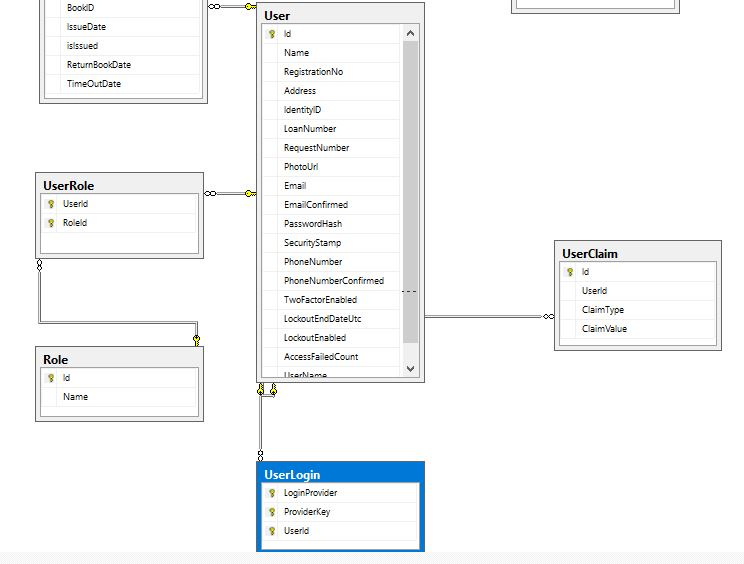 BookID
IssueDate
isIssued
ReturnBookDate
TimeOutDate
User
Id
Name
RegistrationNo
Address
IdentityID
LoanNumber
RequestNumber
PhotoUrl
Email
EmailConfirmed
PasswordHash
SecurityStamp
PhoneNumber
PhoneNumberConfirmed
TwoFactorEnabled
LockoutEndDateUtc
LockoutEnabled
AccessFailedCount
UserName
UserRole
UserId
RoleId
Role
Id
Name
UserClaim
Id
UserId
ClaimType
ClaimValue
UserLogin
LoginProvider
ProviderKey
UserId